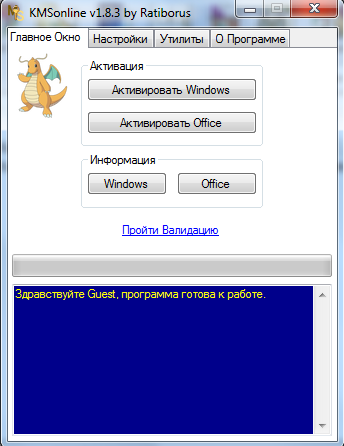 KMSonline v1.8.3 by Ratiborus
Главное Окно Настройки Утилиты О Программе
Активация
Активировать Windows
Активировать Office
Информация
Windows Office
Пройти Валидацию
Здравствуйте Guest, программа готова к работе.